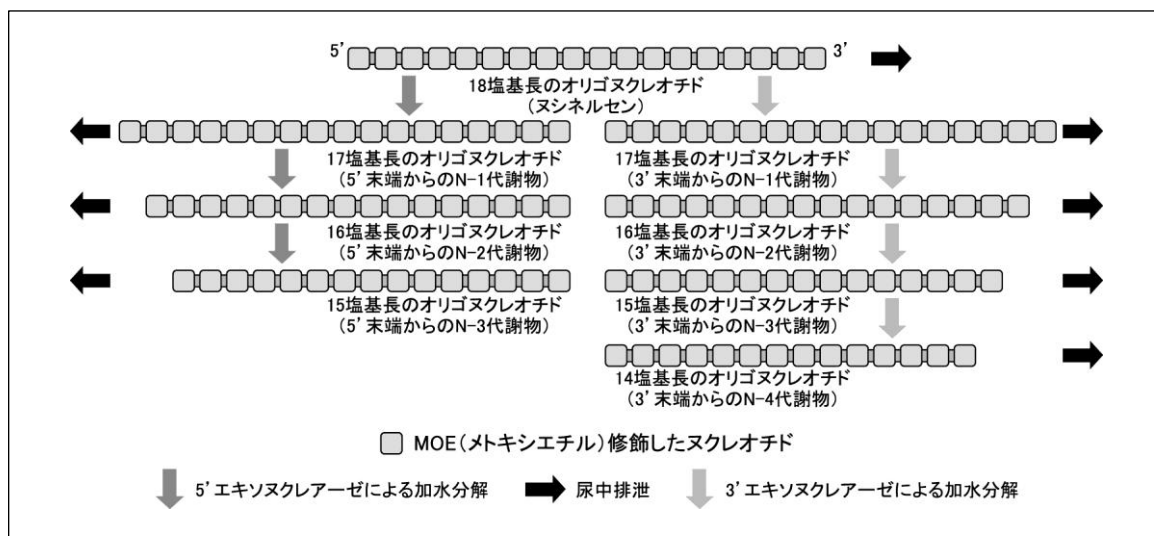 5’
3’
18塩基長のオリゴヌクレオチド
(ヌシネルセン)
17塩基長のオリゴヌクレオチド
(5’末端からのN-1代謝物)
17塩基長のオリゴヌクレオチド
(3’末端からのN-1代謝物)
16塩基長のオリゴヌクレオチド
(5’末端からのN-2代謝物)
16塩基長のオリゴヌクレオチド
(3’末端からのN-2代謝物)
15塩基長のオリゴヌクレオチド
(5’末端からのN-3代謝物)
15塩基長のオリゴヌクレオチド
(3’末端からのN-3代謝物)
14塩基長のオリゴヌクレオチド
(3’末端からのN-4代謝物)
MOE(メトキシエチル)修飾したヌクレオチド
5’エキソヌクレアーゼによる加水分解
尿中排泄
3’エキソヌクレアーゼによる加水分解